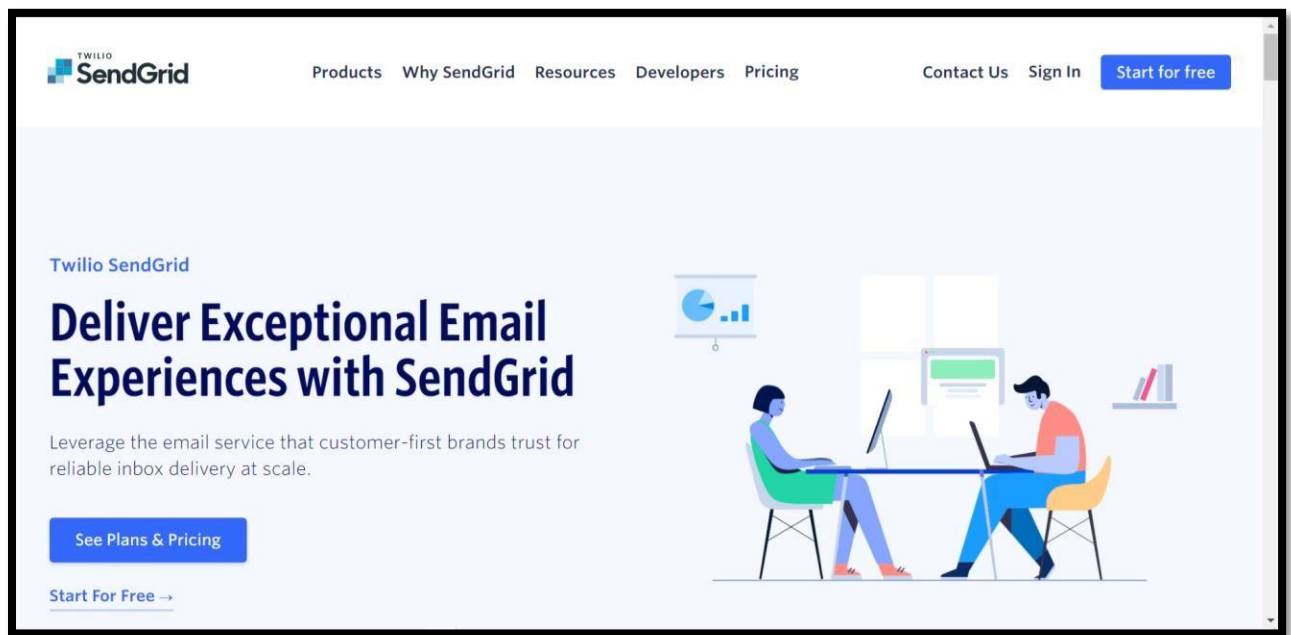 TWILIO
SendGrid
Products Why SendGrid Resources Developers Pricing
Contact Us Sign In Start for free
Twilio SendGrid
Deliver Exceptional Email
Experiences with SendGrid
Leverage the email service that customer-first brands trust for
reliable inbox delivery at scale.
See Plans & Pricing
Start For Free →